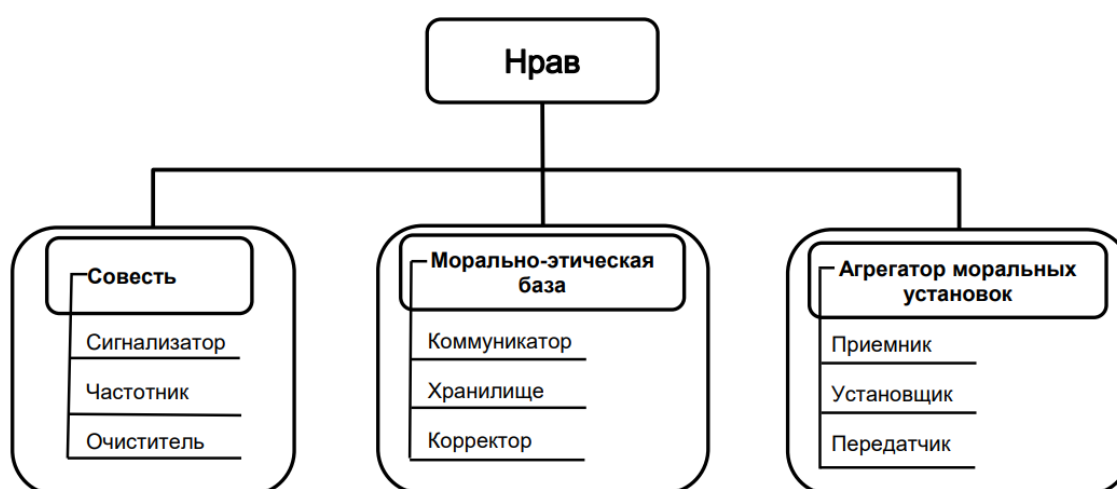 Нрав
Совесть
Сигнализатор
Частотник
Очиститель
Морально-этическая
база
Коммуникатор
Хранилище
Корректор
Агрегатор моральных
установок
Приемник
Установщик
Передатчик